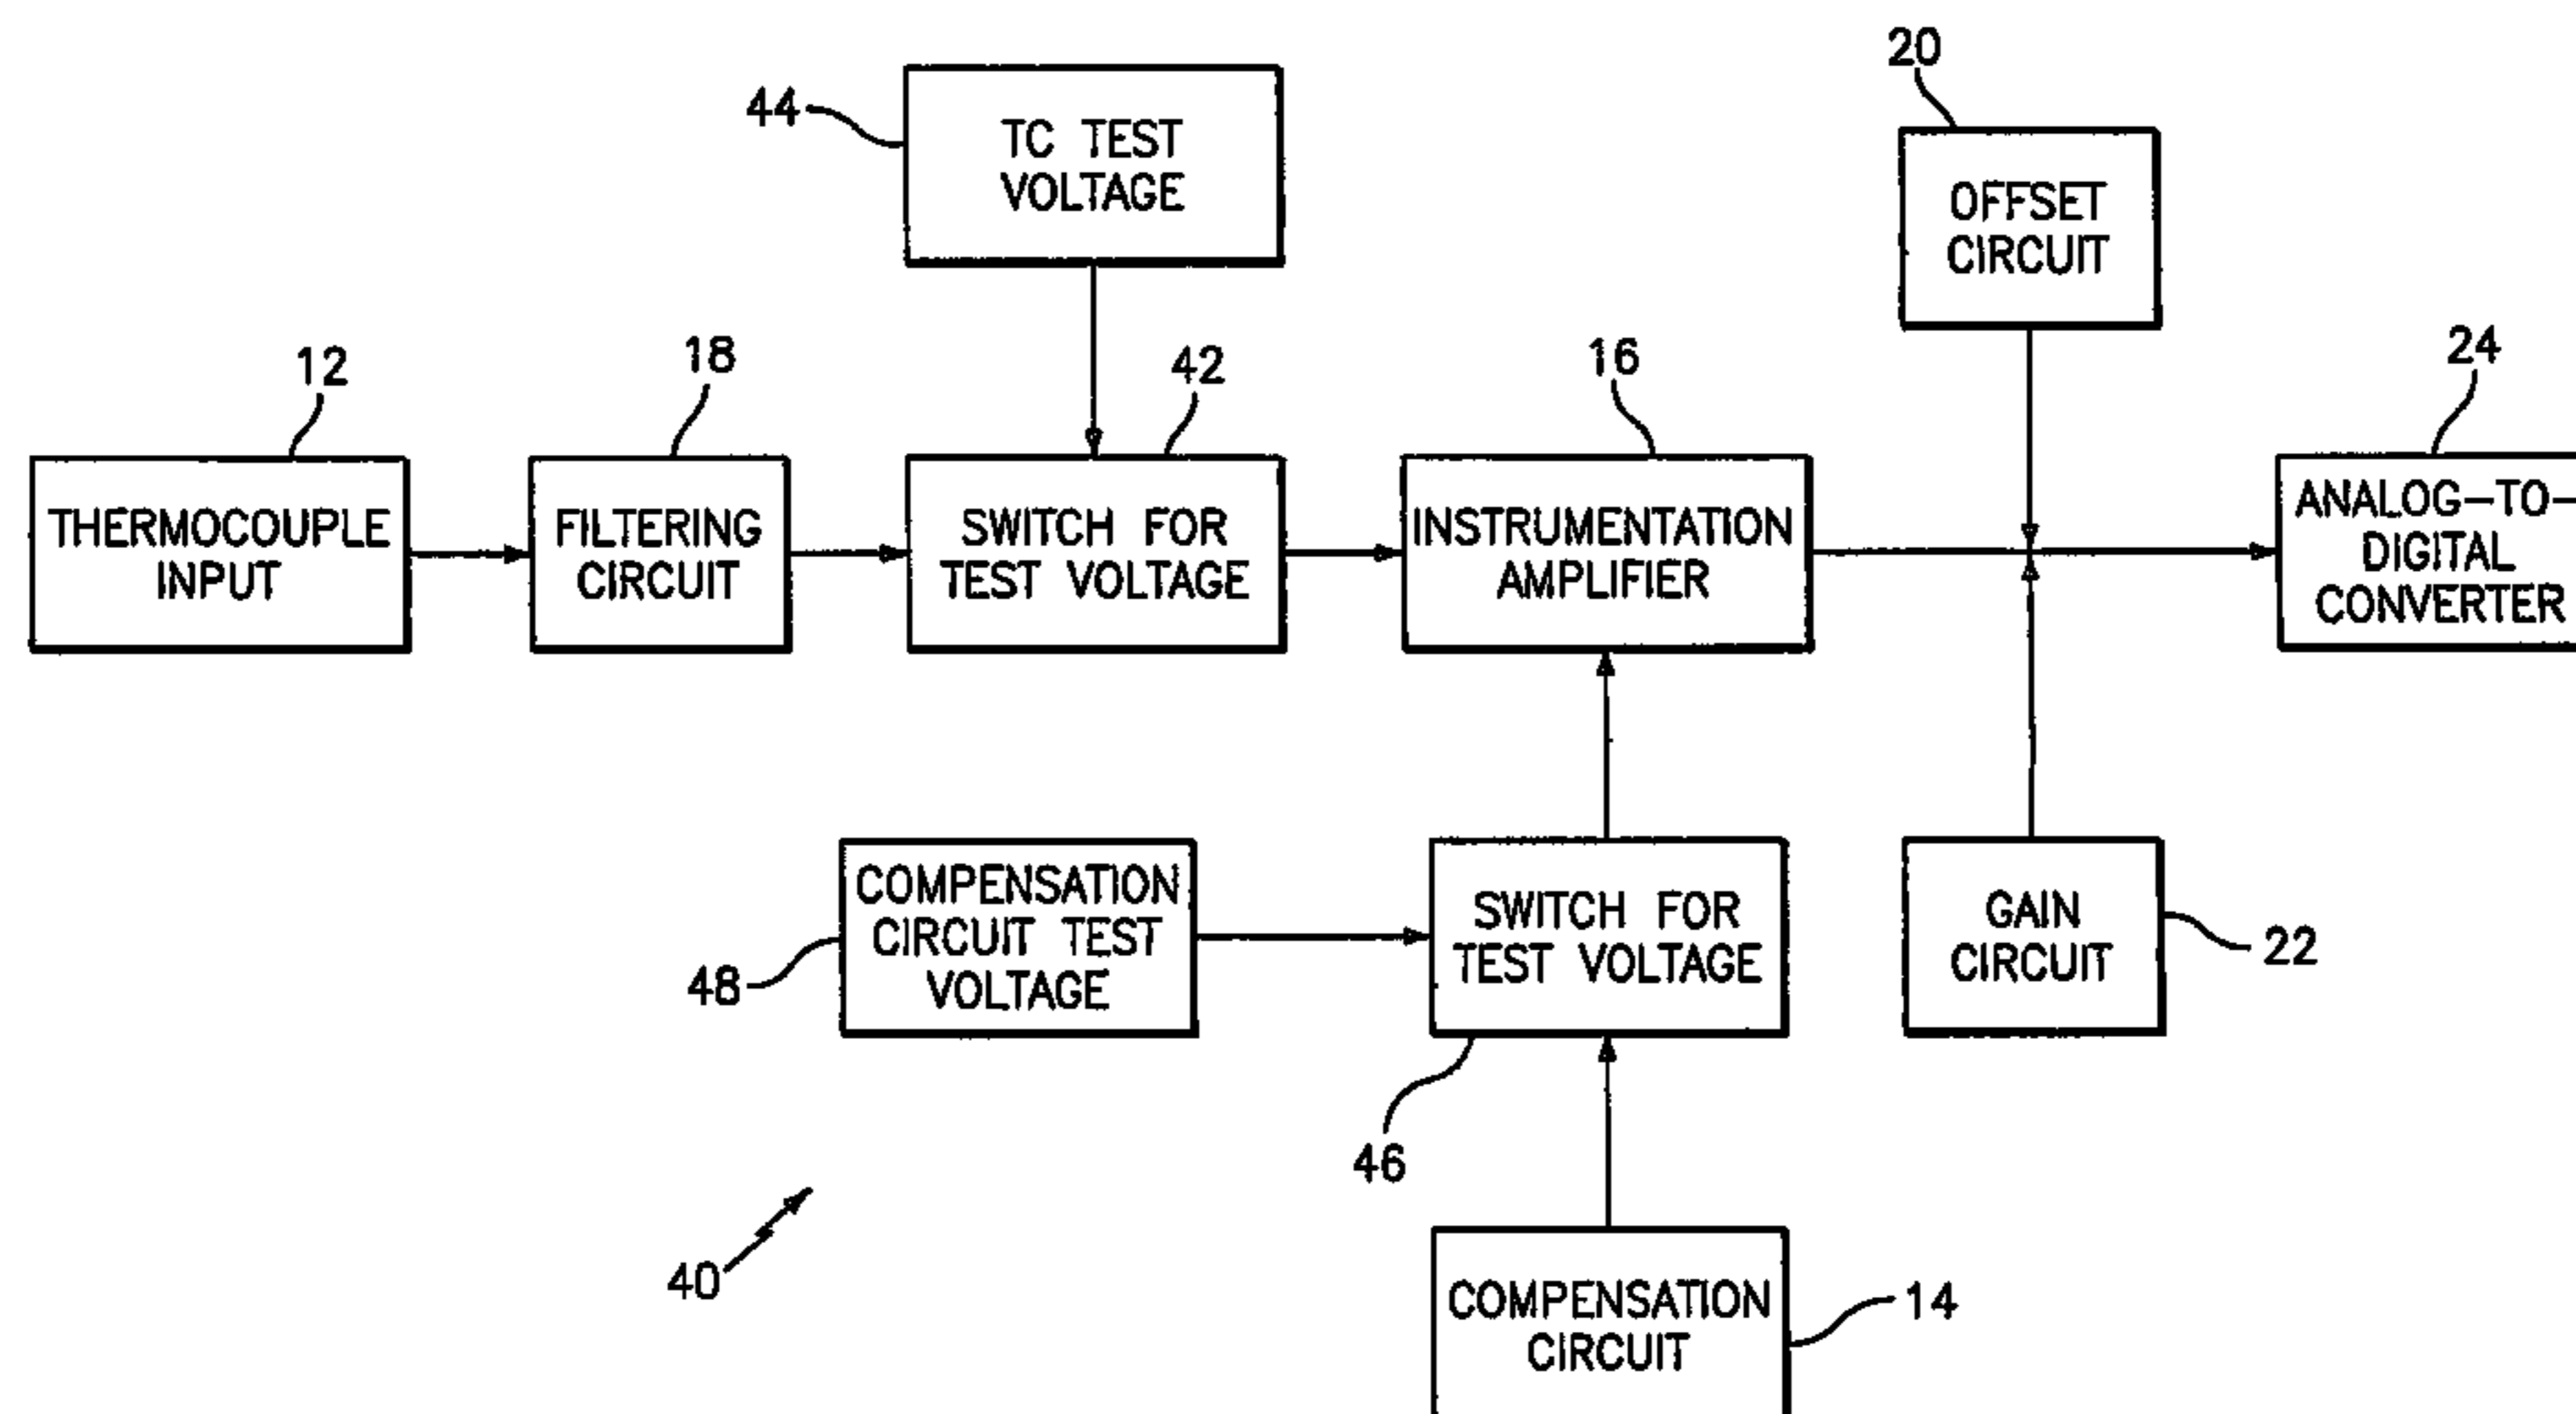 20
44
TC TEST
VOLTAGE
OFFSET
CIRCUIT
12
18
42
16
24
THERMOCOUPLE
INPUT
FILTERING
CIRCUIT
SWITCH FOR
TEST VOLTAGE
INSTRUMENTATION
AMPLIFIER
ANALOG-TO-
DIGITAL
CONVERTER
COMPENSATION
CIRCUIT TEST
VOLTAGE
48
SWITCH FOR
TEST VOLTAGE
46
GAIN
CIRCUIT
22
40
COMPENSATION
CIRCUIT
14